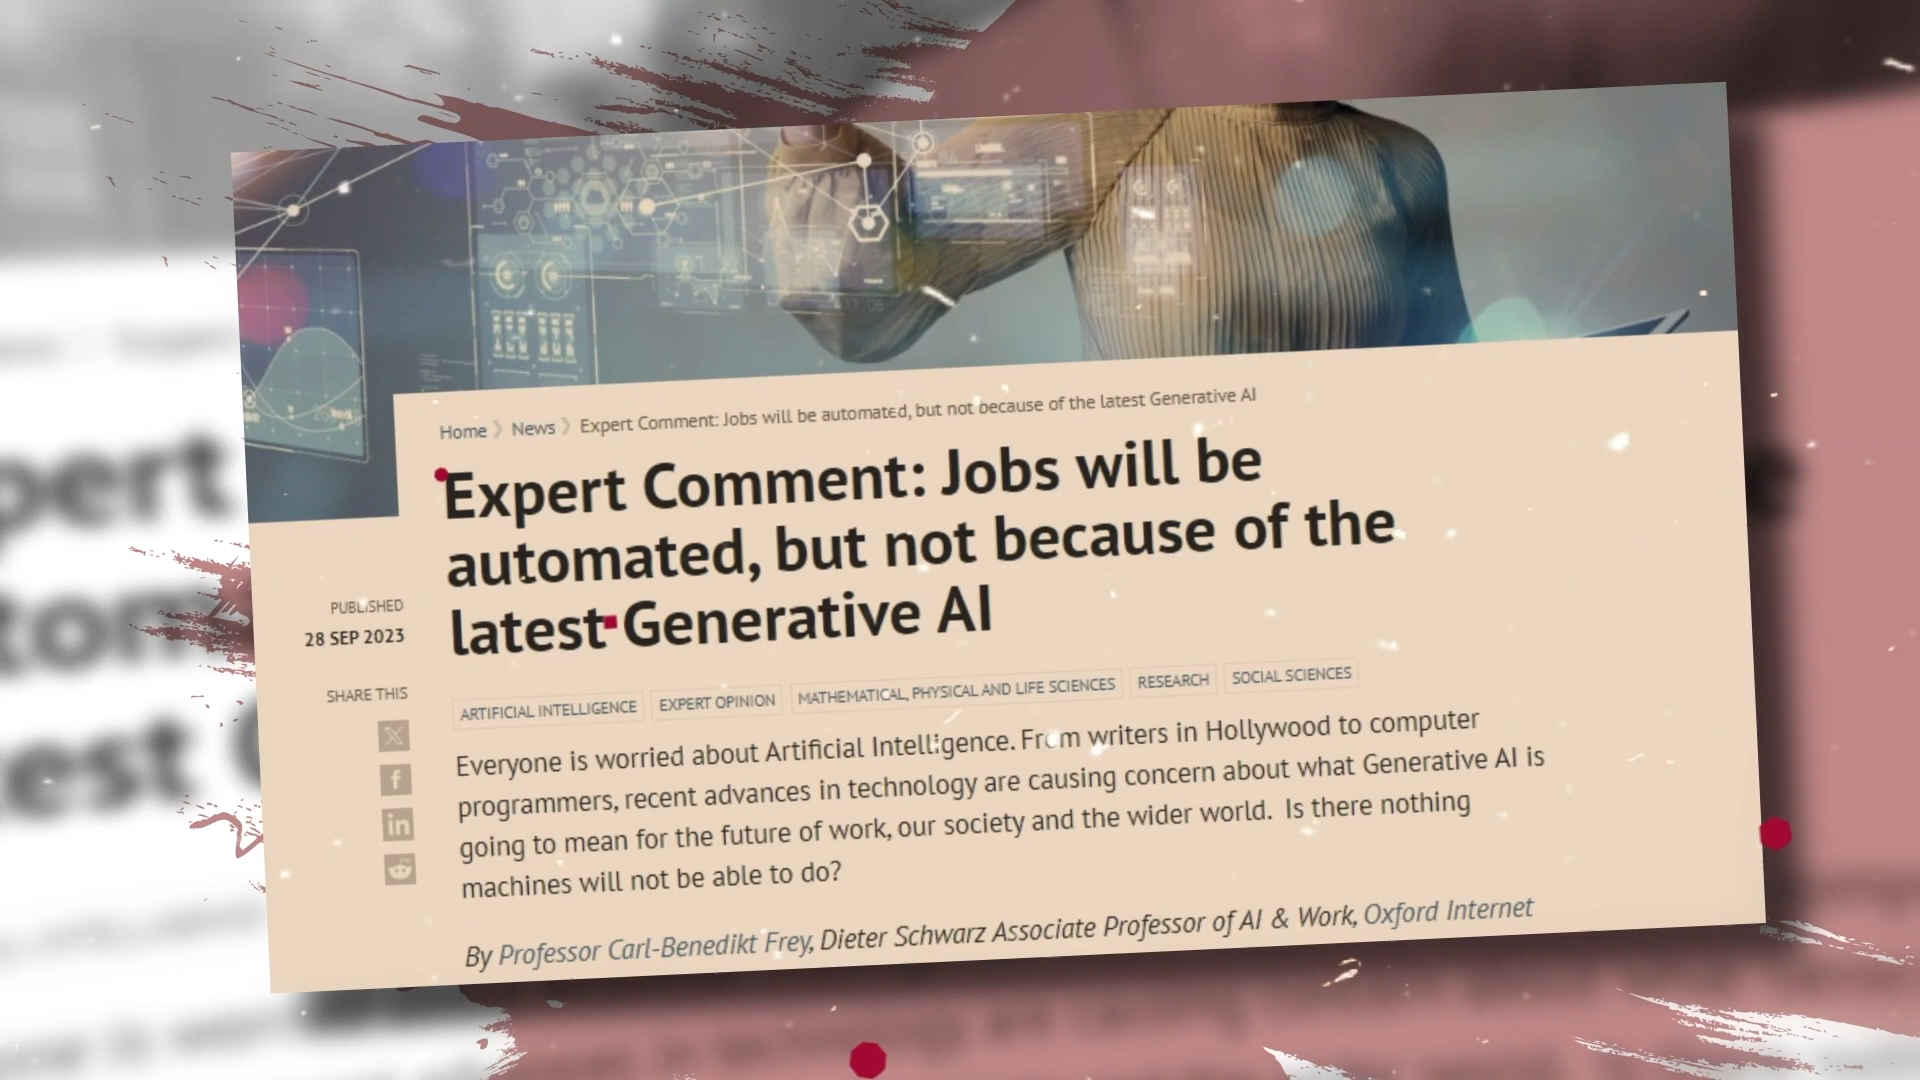 Home > News > Expert Comment: Jobs will be automated, but not because of the latest Generative AI
Expert Comment: Jobs will be
automated, but not because of the
latest Generative AI
PUBLISHED
28 SEP 2023
SHARE THIS
ARTIFICIAL INTELLIGENCE
EXPERT OPINION
MATHEMATICAL, PHYSICAL AND LIFE SCIENCES
RESEARCH
SOCIAL SCIENCES
Everyone is worried about Artificial Intelligence. From writers in Hollywood to computer
programmers, recent advances in technology are causing concern about what Generative AI is
going to mean for the future of work, our society and the wider world. Is there nothing
machines will not be able to do?
By Professor Carl-Benedikt Frey, Dieter Schwarz Associate Professor of AI & Work, Oxford Internet